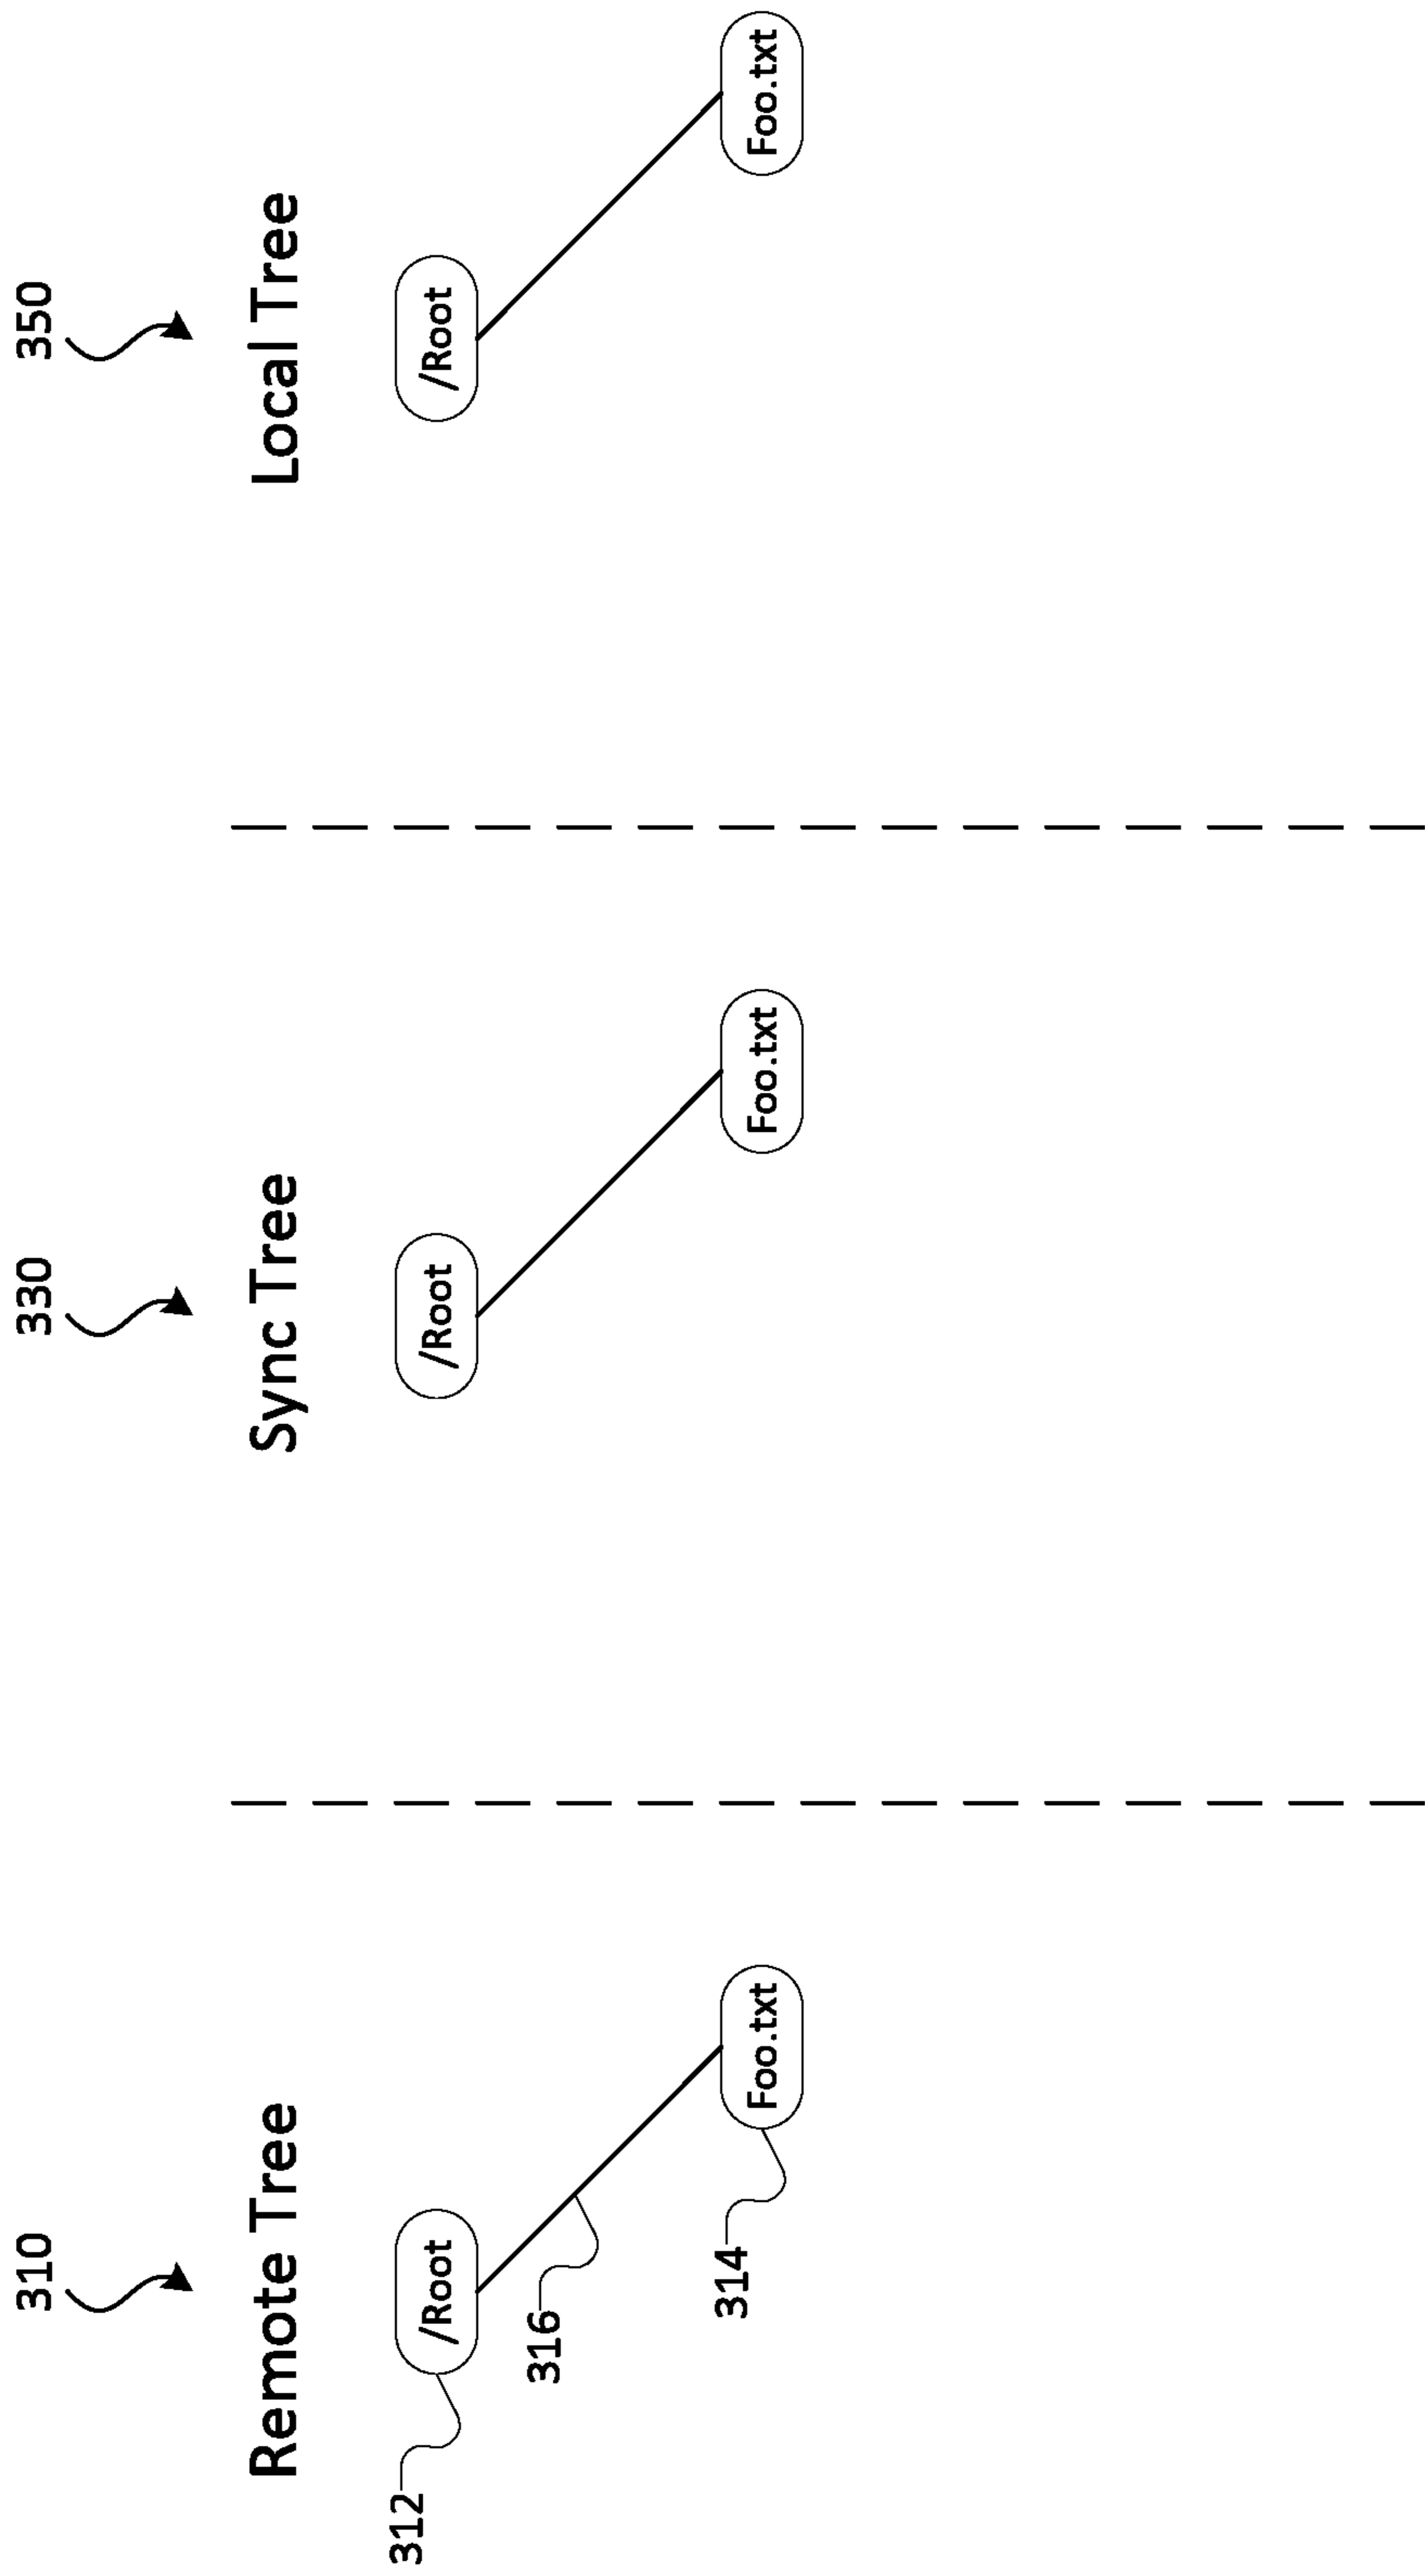 310
330
350
Remote Tree
Sync Tree
Local Tree
312
/Root
/Root
/Root
316
314
Foo.txt
Foo.txt
Foo.txt